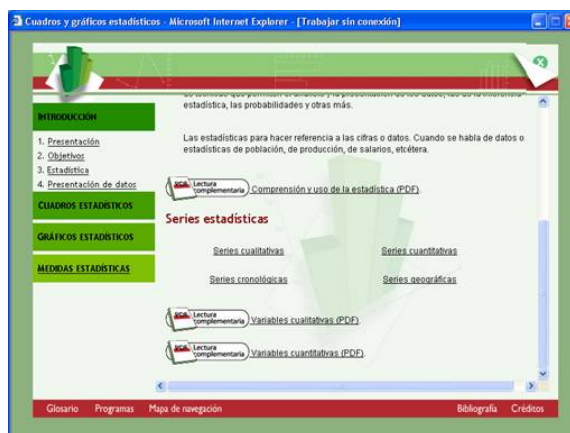 Cuadros y gráficos estadísticos - Microsoft Internet Explorer - [Trabajar sin conexión]
INTRODUCCIÓN
1. Presentación
2. Objetivos
3. Estadística
4. Presentación de datos
CUADROS ESTADÍSTICOS
GRÁFICOS ESTADÍSTICOS
MEDIDAS ESTADÍSTICAS
estadística, las probabilidades y otras más.
Las estadísticas para hacer referencia a las cifras o datos. Cuando se habla de datos o
estadísticas de población, de producción, de salarios, etcétera.
Lectura
complementaria Comprensión y uso de la estadística (PDF).
Series estadísticas
Series cualitativas Series cuantitativas
Series cronológicas Series geográficas
Lectura
complementaria Variables cualitativas (PDF).
Lectura
complementaria Variables cuantitativas (PDF).
Glosario Programas Mapa de navegación Bibliografía Créditos